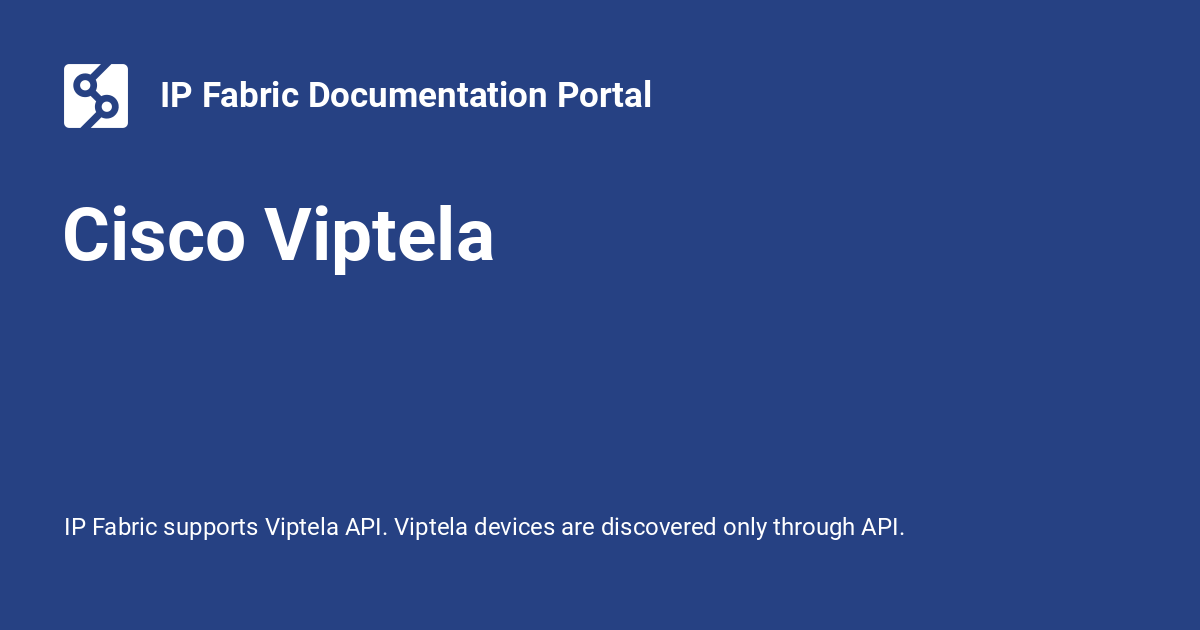 IP Fabric Documentation Portal
Cisco Viptela
IP Fabric supports Viptela API. Viptela devices are discovered only through API.